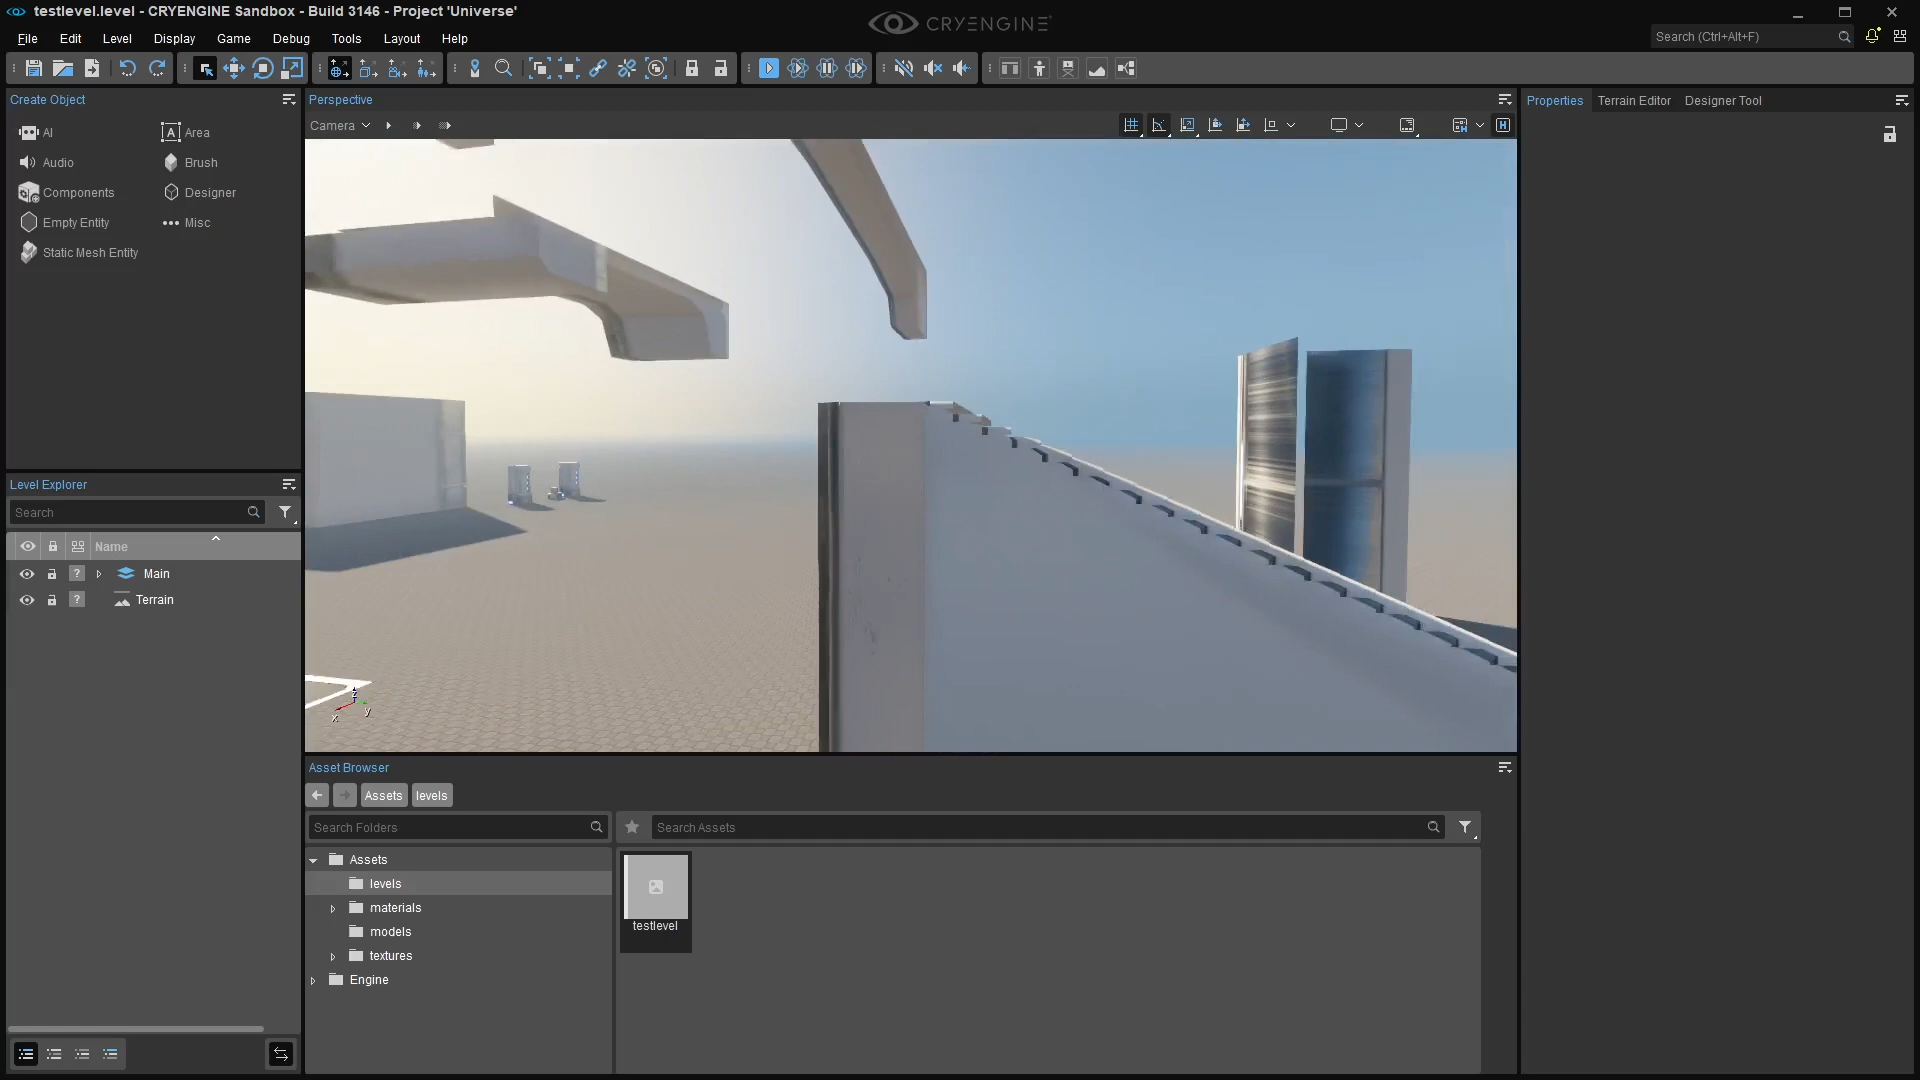 testlevel.level - CRYENGINE Sandbox - Build 3146 - Project 'Universe'
CRYENGINE
File Edit Level Display Game Debug Tools Layout Help
Search (Ctrl+Alt+F)
Create Object
AI
Area
Audio
Brush
Components
Designer
Empty Entity
Misc
Static Mesh Entity
Level Explorer
Search
Name
? Main
? Terrain
Perspective
Camera
z
x
y
Asset Browser
Assets levels
Search Folders
Search Assets
Assets
levels
materials
models
textures
Engine
testlevel
Properties Terrain Editor Designer Tool